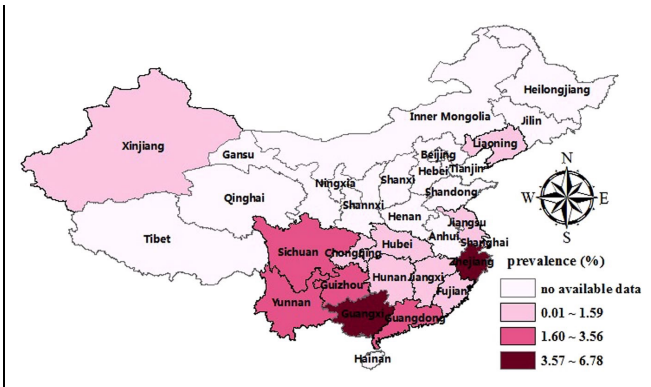 Heilongjiang
Inner Mongolia
Jilin
Xinjiang
Liaoning
Beijing
Gansu
Tianjin
Hebei
Ningxia
Shanxi
Shandong
Qinghai
Shannxi
Henan
Jiangsu
Tibet
Anhui
Shanghai
Hubei
Sichuan
Chongqing
Zhejiang
Hunan
Jiangxi
Guizhou
Fujian
Yunnan
Guangxi
Guangdong
Hainan
N
W E
S
prevalence (%)
no available data
0.01 ~ 1.59
1.60 ~ 3.56
3.57 ~ 6.78